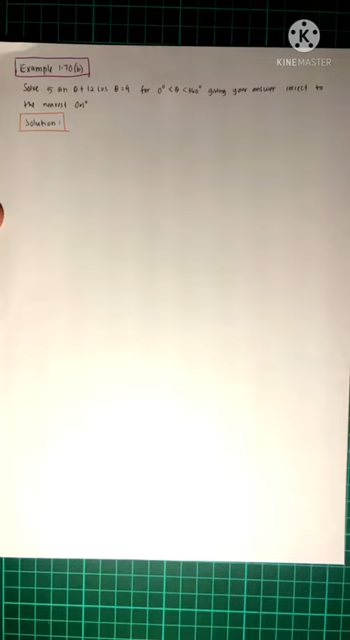 K
KINEMASTER
Example 1.70(b)
Solve 5 sin θ + 12 cos θ = 9 for 0° < θ < 360° giving your answer correct to
the nearest 0.1°
Solution :